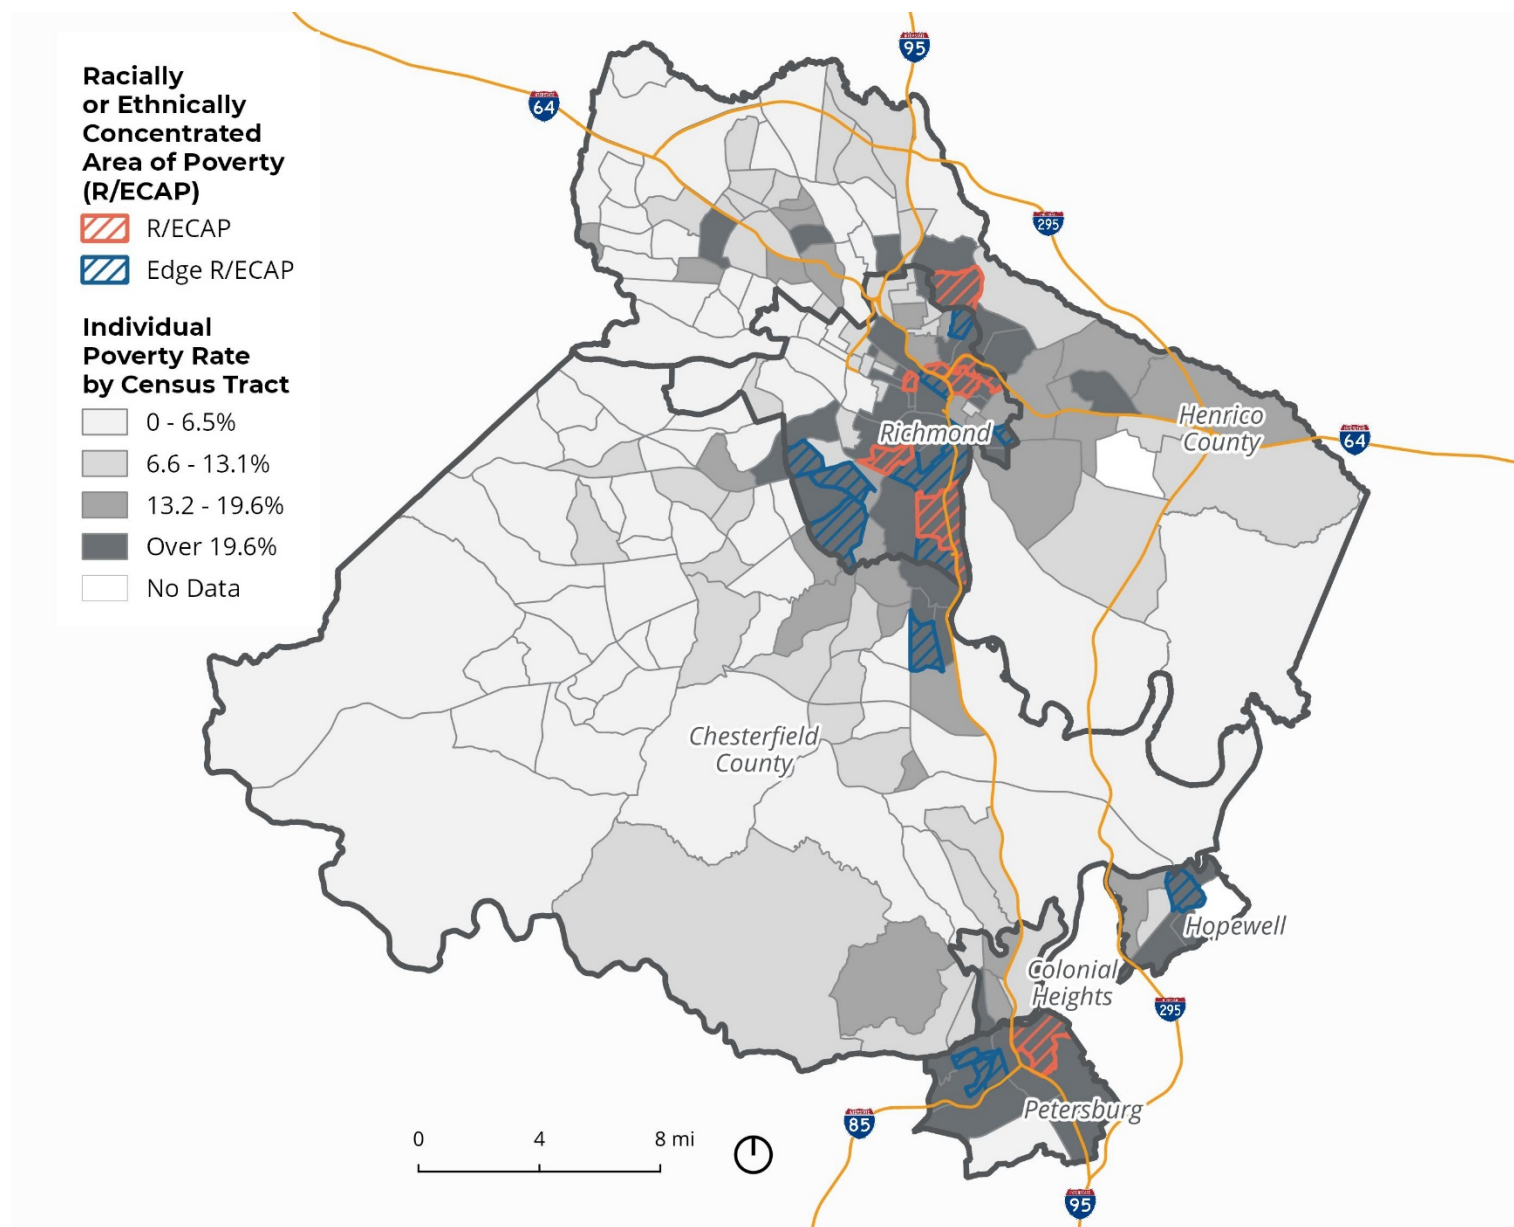 Racially
or Ethnically
Concentrated
Area of Poverty
(R/ECAP)
R/ECAP
Edge R/ECAP
Individual
Poverty Rate
by Census Tract
0 - 6.5%
6.6 - 13.1%
13.2 - 19.6%
Over 19.6%
No Data
95
64
295
Henrico
County
Richmond
64
Chesterfield
County
Hopewell
Colonial
Heights
295
Petersburg
85
95
0 4 8 mi